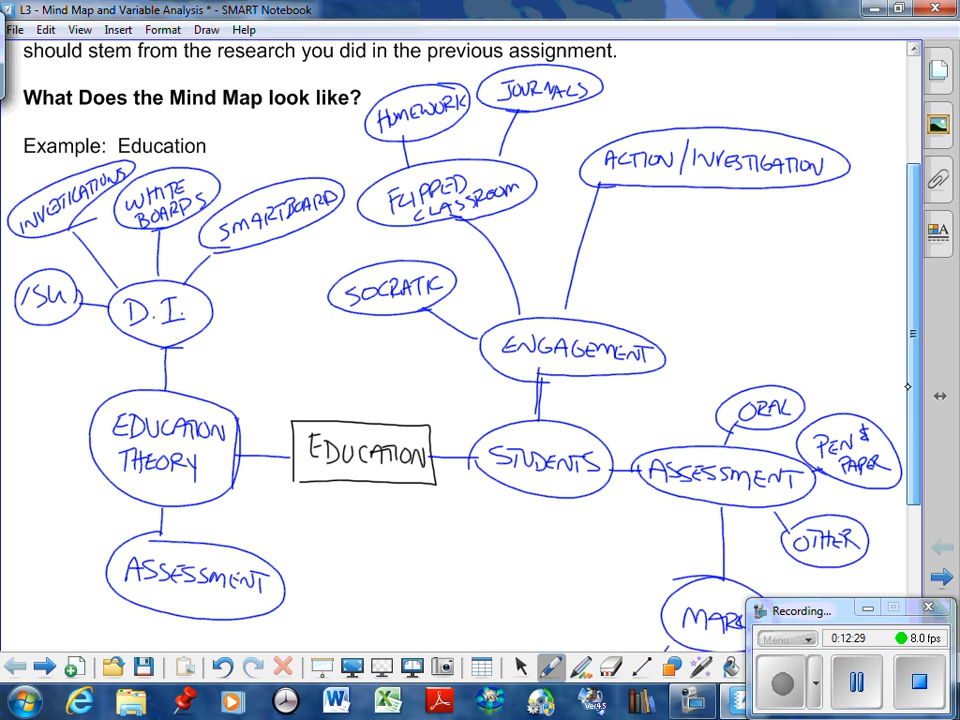 L3 - Mind Map and Variable Analysis * - SMART Notebook
File Edit View Insert Format Draw Help
should stem from the research you did in the previous assignment.
What Does the Mind Map look like?
Example: Education
HOMEWORK
JOURNALS
ACTION/INVESTIGATION
INVESTIGATIONS
WHITE
BOARDS
SMARTBOARD
FLIPPED
CLASSROOM
SOCRATIC
D.I.
ENGAGEMENT
ORAL
EDUCATION
THEORY
EDUCATION
STUDENTS
ASSESSMENT
PEN &
PAPER
OTHER
ASSESSMENT
Recording...
Menu
0:12:29
8.0 fps